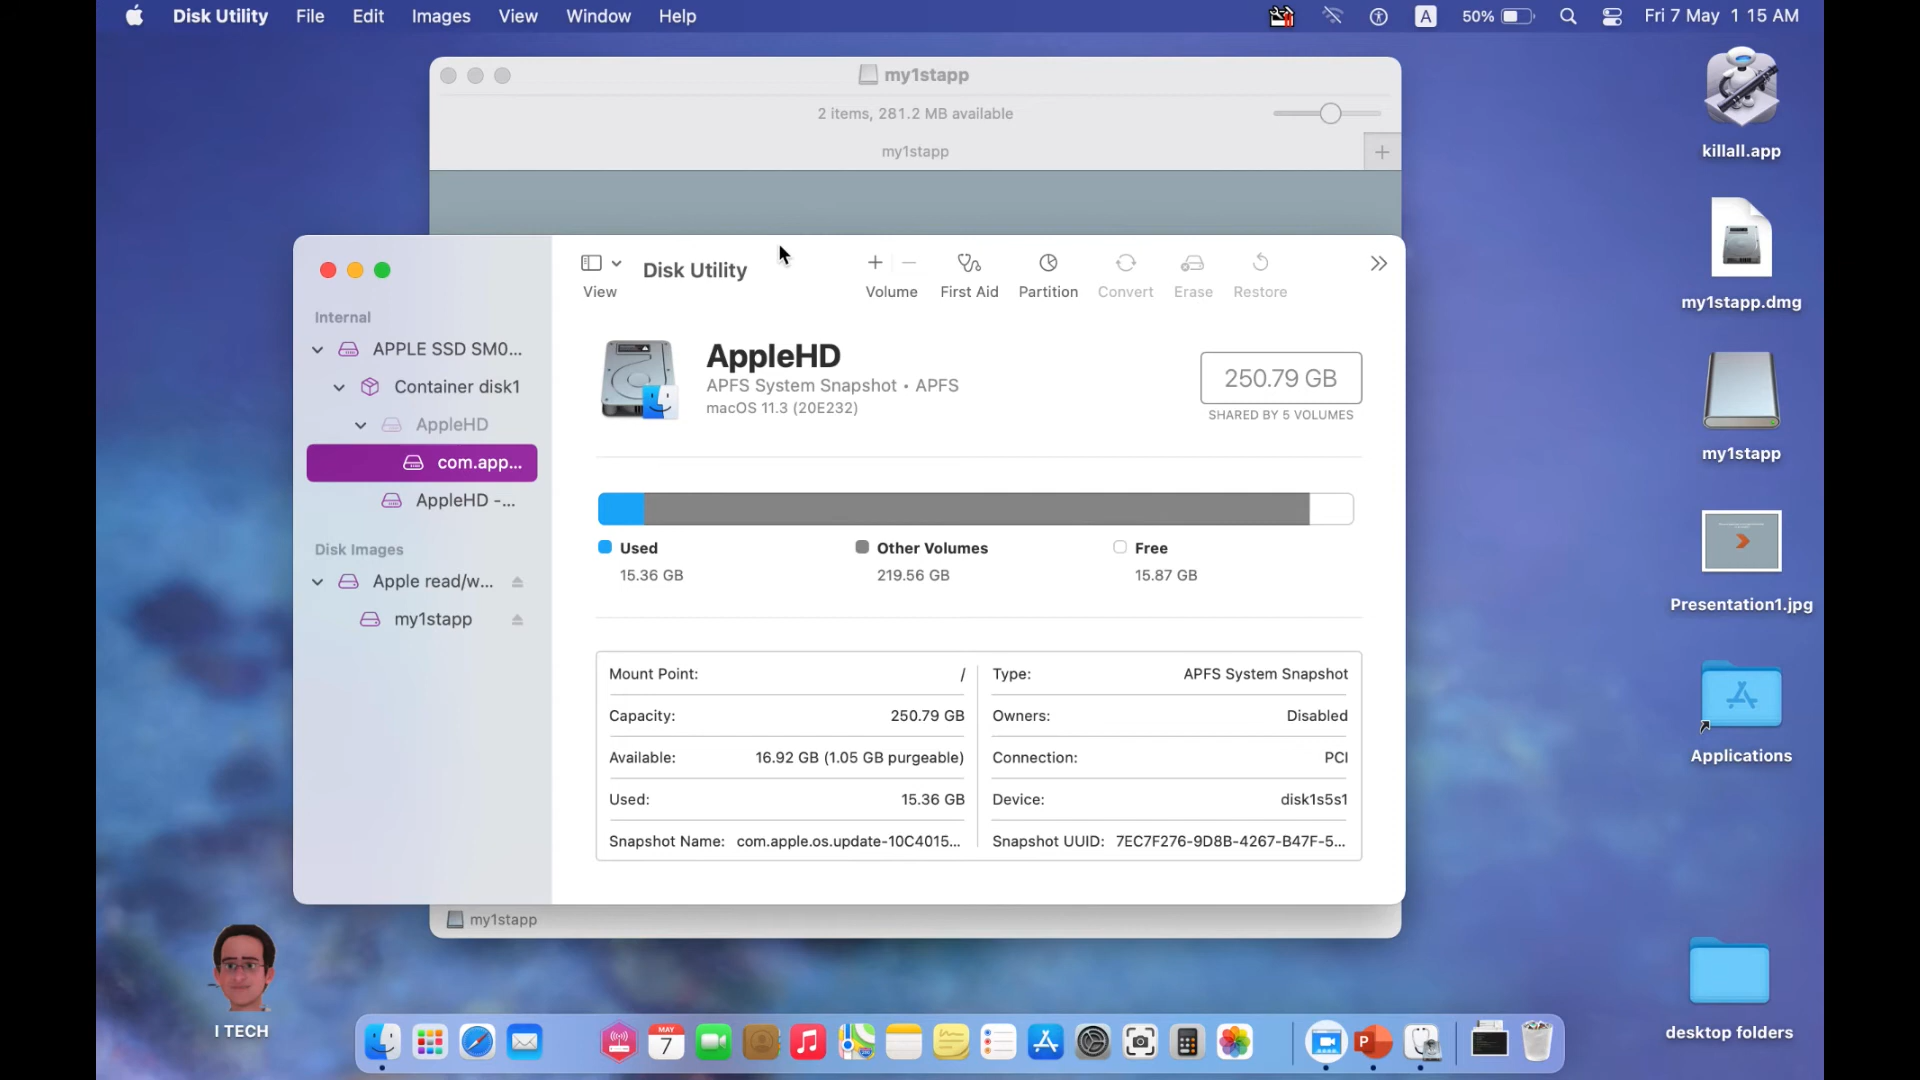 Disk Utility File Edit Images View Window Help
A 50% Fri 7 May 1 15 AM
my1stapp
2 items, 281.2 MB available
my1stapp
Disk Utility
View
Volume First Aid Partition Convert Erase Restore
Internal
APPLE SSD SM0...
Container disk1
AppleHD
com.app...
AppleHD -...
Disk Images
Apple read/w...
my1stapp
AppleHD
APFS System Snapshot • APFS
macOS 11.3 (20E232)
250.79 GB
SHARED BY 5 VOLUMES
Used
15.36 GB
Other Volumes
219.56 GB
Free
15.87 GB
Mount Point: /
Capacity: 250.79 GB
Available: 16.92 GB (1.05 GB purgeable)
Used: 15.36 GB
Snapshot Name: com.apple.os.update-10C4015...
Type: APFS System Snapshot
Owners: Disabled
Connection: PCI
Device: disk1s5s1
Snapshot UUID: 7EC7F276-9D8B-4267-B47F-5...
my1stapp
killall.app
my1stapp.dmg
my1stapp
Presentation1.jpg
Applications
desktop folders
I TECH
MAY
7
P